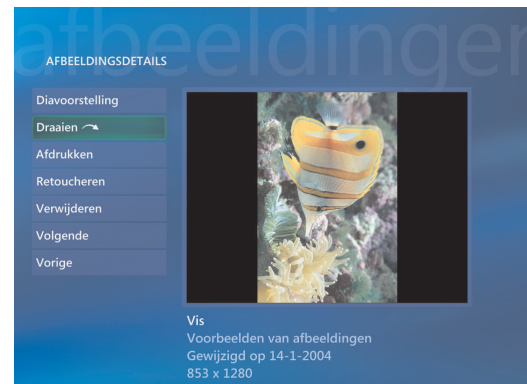 afbeeldingen
AFBEELDINGSDETAILS
Diavoorstelling
Draaien
Afdrukken
Retoucheren
Verwijderen
Volgende
Vorige
Vis
Voorbeelden van afbeeldingen
Gewijzigd op 14-1-2004
853 x 1280